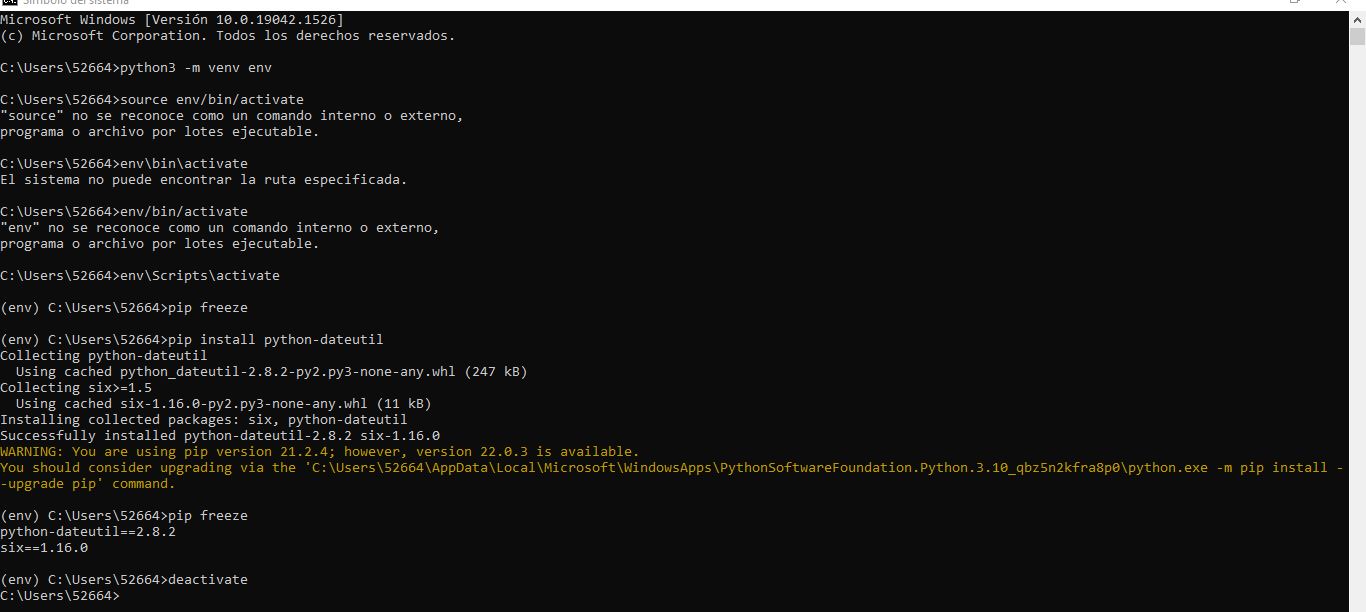 Símbolo del sistema
Microsoft Windows [Versión 10.0.19042.1526]
(c) Microsoft Corporation. Todos los derechos reservados.
C:\Users\52664>python3 -m venv env
C:\Users\52664>source env/bin/activate
"source" no se reconoce como un comando interno o externo,
programa o archivo por lotes ejecutable.
C:\Users\52664>env\bin\activate
El sistema no puede encontrar la ruta especificada.
C:\Users\52664>env/bin/activate
"env" no se reconoce como un comando interno o externo,
programa o archivo por lotes ejecutable.
C:\Users\52664>env\Scripts\activate
(env) C:\Users\52664>pip freeze
(env) C:\Users\52664>pip install python-dateutil
Collecting python-dateutil
  Using cached python_dateutil-2.8.2-py2.py3-none-any.whl (247 kB)
Collecting six>=1.5
  Using cached six-1.16.0-py2.py3-none-any.whl (11 kB)
Installing collected packages: six, python-dateutil
Successfully installed python-dateutil-2.8.2 six-1.16.0
WARNING: You are using pip version 21.2.4; however, version 22.0.3 is available.
You should consider upgrading via the 'C:\Users\52664\AppData\Local\Microsoft\WindowsApps\PythonSoftwareFoundation.Python.3.10_qbz5n2kfra8p0\python.exe -m pip install -
-upgrade pip' command.
(env) C:\Users\52664>pip freeze
python-dateutil==2.8.2
six==1.16.0
(env) C:\Users\52664>deactivate
C:\Users\52664>